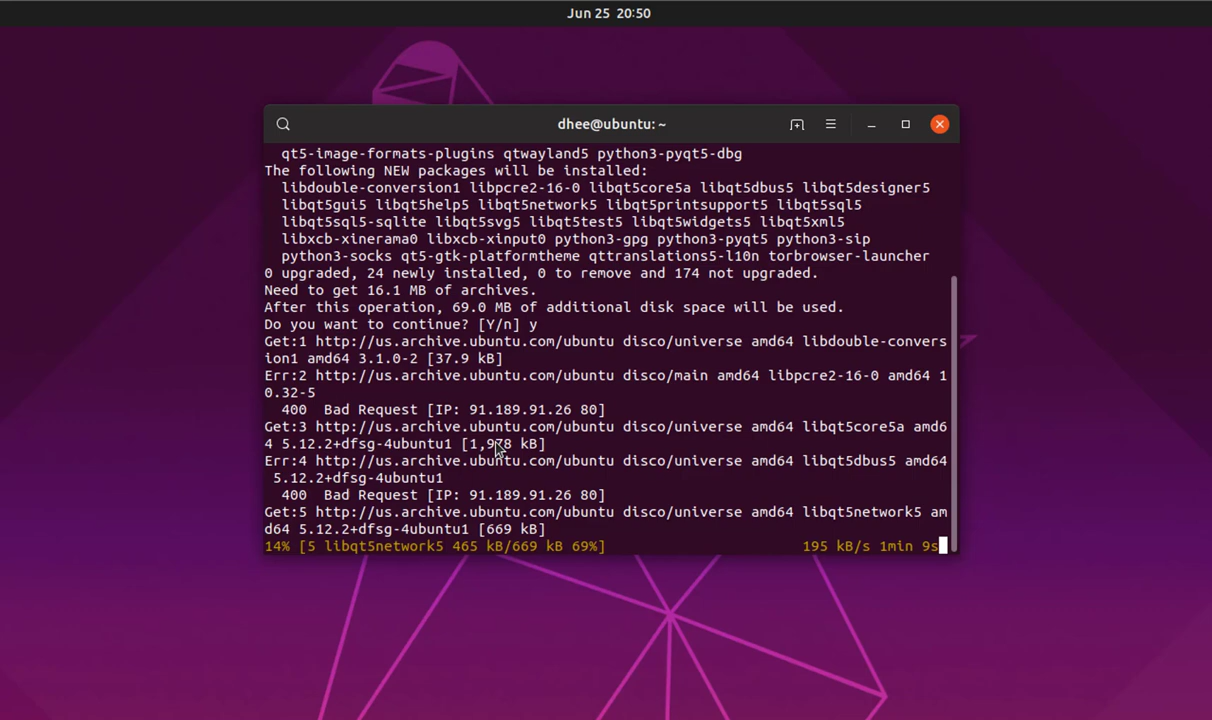 Jun 25 20:50
dhee@ubuntu: ~
qt5-image-formats-plugins qtwayland5 python3-pyqt5-dbg
The following NEW packages will be installed:
libdouble-conversion1 libpcre2-16-0 libqt5core5a libqt5dbus5 libqt5designer5
libqt5gui5 libqt5help5 libqt5network5 libqt5printsupport5 libqt5sql5
libqt5sql5-sqlite libqt5svg5 libqt5test5 libqt5widgets5 libqt5xml5
libxcb-xinerama0 libxcb-xinput0 python3-gpg python3-pyqt5 python3-sip
python3-socks qt5-gtk-platformtheme qttranslations5-l10n torbrowser-launcher
0 upgraded, 24 newly installed, 0 to remove and 174 not upgraded.
Need to get 16.1 MB of archives.
After this operation, 69.0 MB of additional disk space will be used.
Do you want to continue? [Y/n] y
Get:1 http://us.archive.ubuntu.com/ubuntu disco/universe amd64 libdouble-convers
ion1 amd64 3.1.0-2 [37.9 kB]
Err:2 http://us.archive.ubuntu.com/ubuntu disco/main amd64 libpcre2-16-0 amd64 1
0.32-5
400 Bad Request [IP: 91.189.91.26 80]
Get:3 http://us.archive.ubuntu.com/ubuntu disco/universe amd64 libqt5core5a amd6
4 5.12.2+dfsg-4ubuntu1 kB]
Err:4 http://us.archive.ubuntu.com/ubuntu disco/universe amd64 libqt5dbus5 amd64
5.12.2+dfsg-4ubuntu1
400 Bad Request [IP: 91.189.91.26 80]
Get:5 http://us.archive.ubuntu.com/ubuntu disco/universe amd64 libqt5network5 am
d64 5.12.2+dfsg-4ubuntu1 [669 kB]
14% [5 libqt5network5 465 kB/669 kB 69%] 195 kB/s 1min 9s